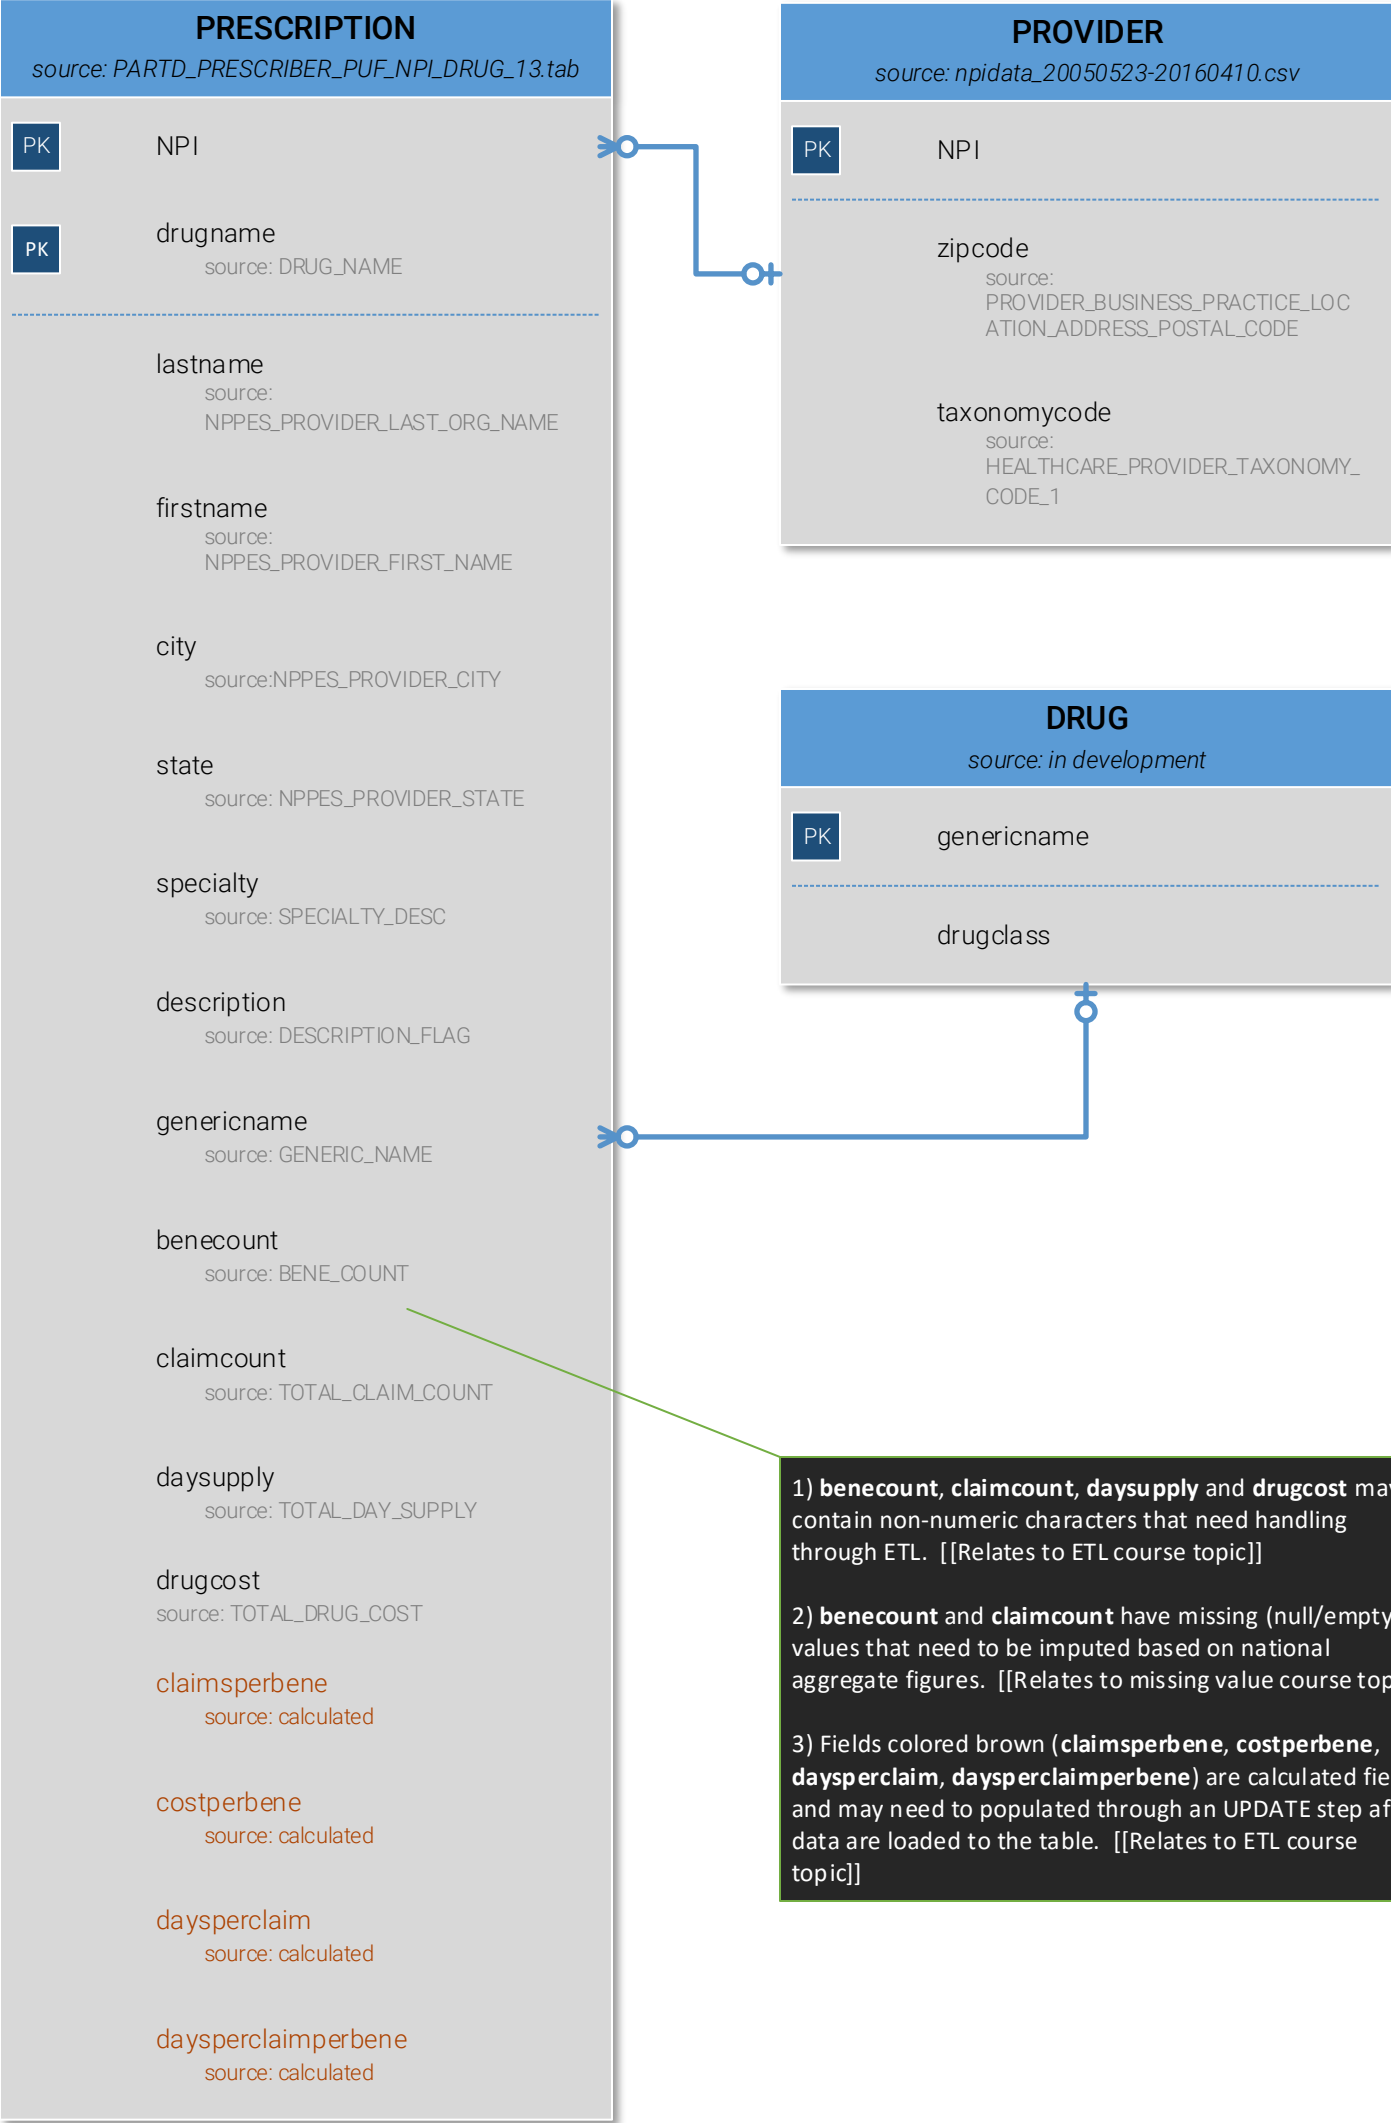 PRESCRIPTION
source: PARTD_PRESCRIBER_PUF_NPI_DRUG_13.tab
PK
NPI
PK
drugname
source: DRUG_NAME
lastname
source:
NPPES_PROVIDER_LAST_ORG_NAME
firstname
source:
NPPES_PROVIDER_FIRST_NAME
city
source:NPPES_PROVIDER_CITY
state
source: NPPES_PROVIDER_STATE
specialty
source: SPECIALTY_DESC
description
source: DESCRIPTION_FLAG
genericname
source: GENERIC_NAME
benecount
source: BENE_COUNT
claimcount
source: TOTAL_CLAIM_COUNT
daysupply
source: TOTAL_DAY_SUPPLY
drugcost
source: TOTAL_DRUG_COST
claimsperbene
source: calculated
costperbene
source: calculated
daysperclaim
source: calculated
daysperclaimperbene
source: calculated
PROVIDER
source: npidata_20050523-20160410.csv
PK
NPI
zipcode
source:
PROVIDER_BUSINESS_PRACTICE_LOC
ATION_ADDRESS_POSTAL_CODE
taxonomycode
source:
HEALTHCARE_PROVIDER_TAXONOMY_
CODE_1
DRUG
source: in development
PK
genericname
drugclass
1) benecount, claimcount, daysupply and drugcost may
contain non-numeric characters that need handling
through ETL. [[Relates to ETL course topic]]
2) benecount and claimcount have missing (null/empty
values that need to be imputed based on national
aggregate figures. [[Relates to missing value course top
3) Fields colored brown (claimsperbene, costperbene,
daysperclaim, daysperclaimperbene) are calculated fie
and may need to populated through an UPDATE step af
data are loaded to the table. [[Relates to ETL course
topic]]